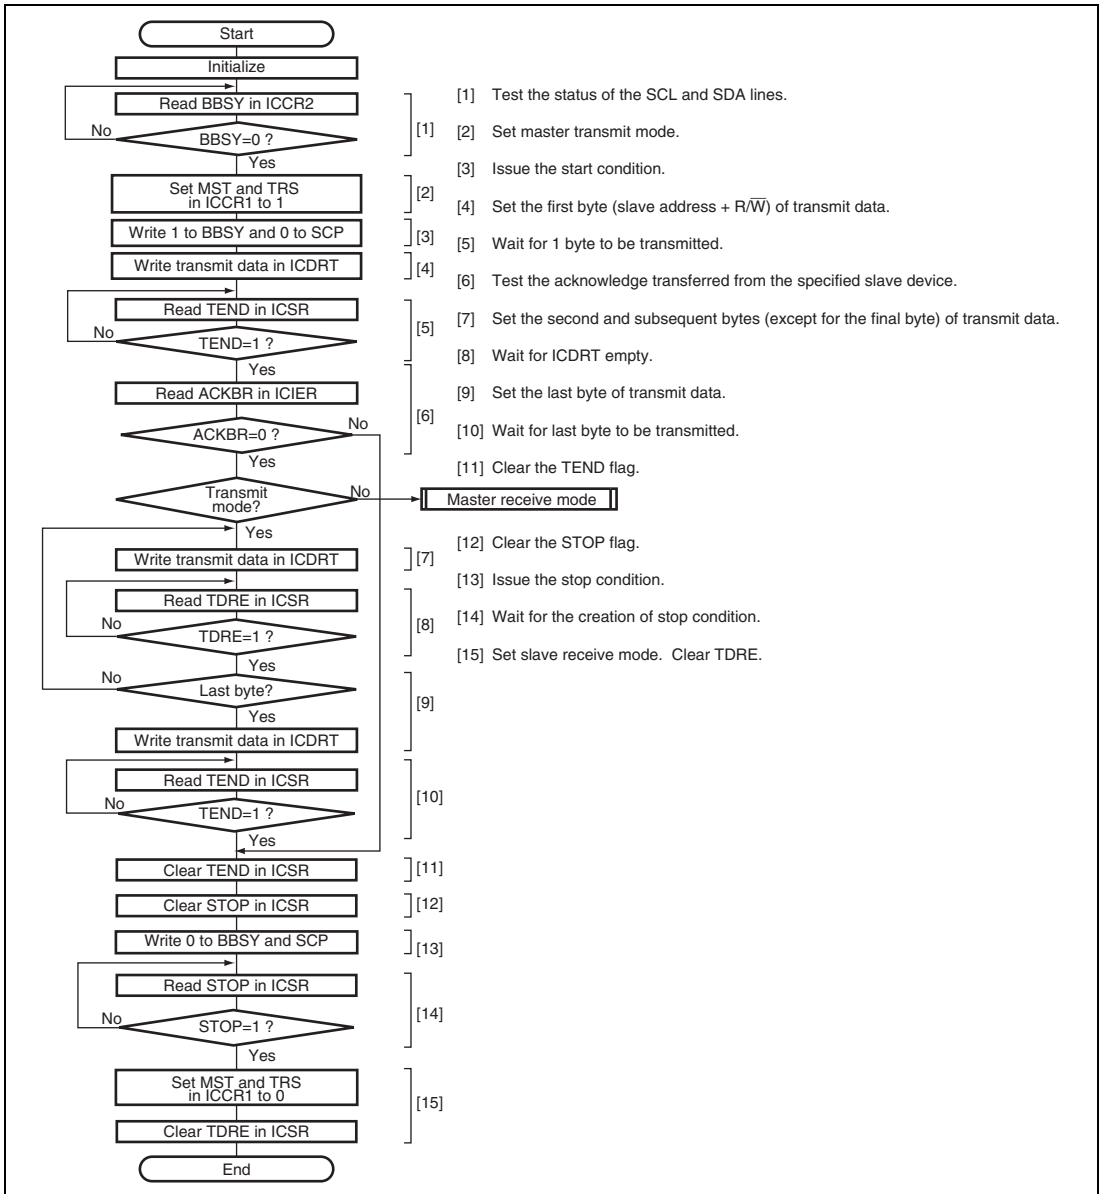 Start
Initialize
Read BBSY in ICCR2
No
BBSY=0 ?
[1]
Yes
Set MST and TRS
in ICCR1 to 1
[2]
Write 1 to BBSY and 0 to SCP
[3]
Write transmit data in ICDRT
[4]
Read TEND in ICSR
No
TEND=1 ?
[5]
Yes
Read ACKBR in ICIER
[6]
ACKBR=0 ?
No
Yes
Transmit
mode?
No
Master receive mode
Yes
Write transmit data in ICDRT
[7]
Read TDRE in ICSR
No
TDRE=1 ?
[8]
Yes
No
Last byte?
[9]
Yes
Write transmit data in ICDRT
Read TEND in ICSR
[10]
No
TEND=1 ?
Yes
Clear TEND in ICSR
[11]
Clear STOP in ICSR
[12]
Write 0 to BBSY and SCP
[13]
Read STOP in ICSR
No
STOP=1 ?
[14]
Yes
Set MST and TRS
in ICCR1 to 0
[15]
Clear TDRE in ICSR
End
[1] Test the status of the SCL and SDA lines.
[2] Set master transmit mode.
[3] Issue the start condition.
[4] Set the first byte (slave address + R/W̅) of transmit data.
[5] Wait for 1 byte to be transmitted.
[6] Test the acknowledge transferred from the specified slave device.
[7] Set the second and subsequent bytes (except for the final byte) of transmit data.
[8] Wait for ICDRT empty.
[9] Set the last byte of transmit data.
[10] Wait for last byte to be transmitted.
[11] Clear the TEND flag.
[12] Clear the STOP flag.
[13] Issue the stop condition.
[14] Wait for the creation of stop condition.
[15] Set slave receive mode. Clear TDRE.